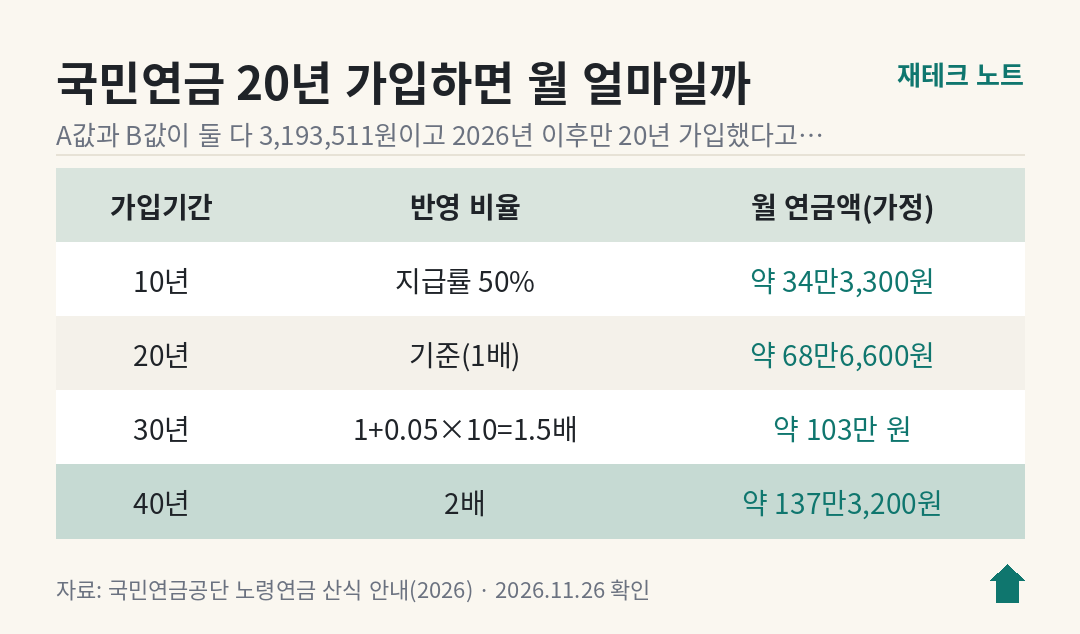 국민연금 20년 가입하면 월 얼마일까
재테크 노트
A값과 B값이 둘 다 3,193,511원이고 2026년 이후만 20년 가입했다고…
가입기간 반영 비율 월 연금액(가정)
10년 지급률 50% 약 34만3,300원
20년 기준(1배) 약 68만6,600원
30년 1+0.05×10=1.5배 약 103만 원
40년 2배 약 137만3,200원
자료: 국민연금공단 노령연금 산식 안내(2026) · 2026.11.26 확인